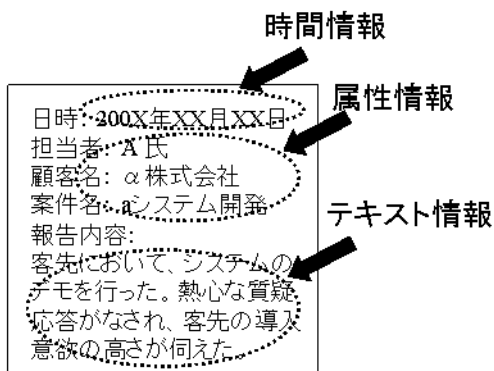 時間情報
属性情報
日時: 200X年XX月XX日
担当者: A 氏
顧客名: α株式会社
案件名: aシステム開発
テキスト情報
報告内容:
客先において、システムの
デモを行った。熱心な質疑
応答がなされ、客先の導入
意欲の高さが伺えた。